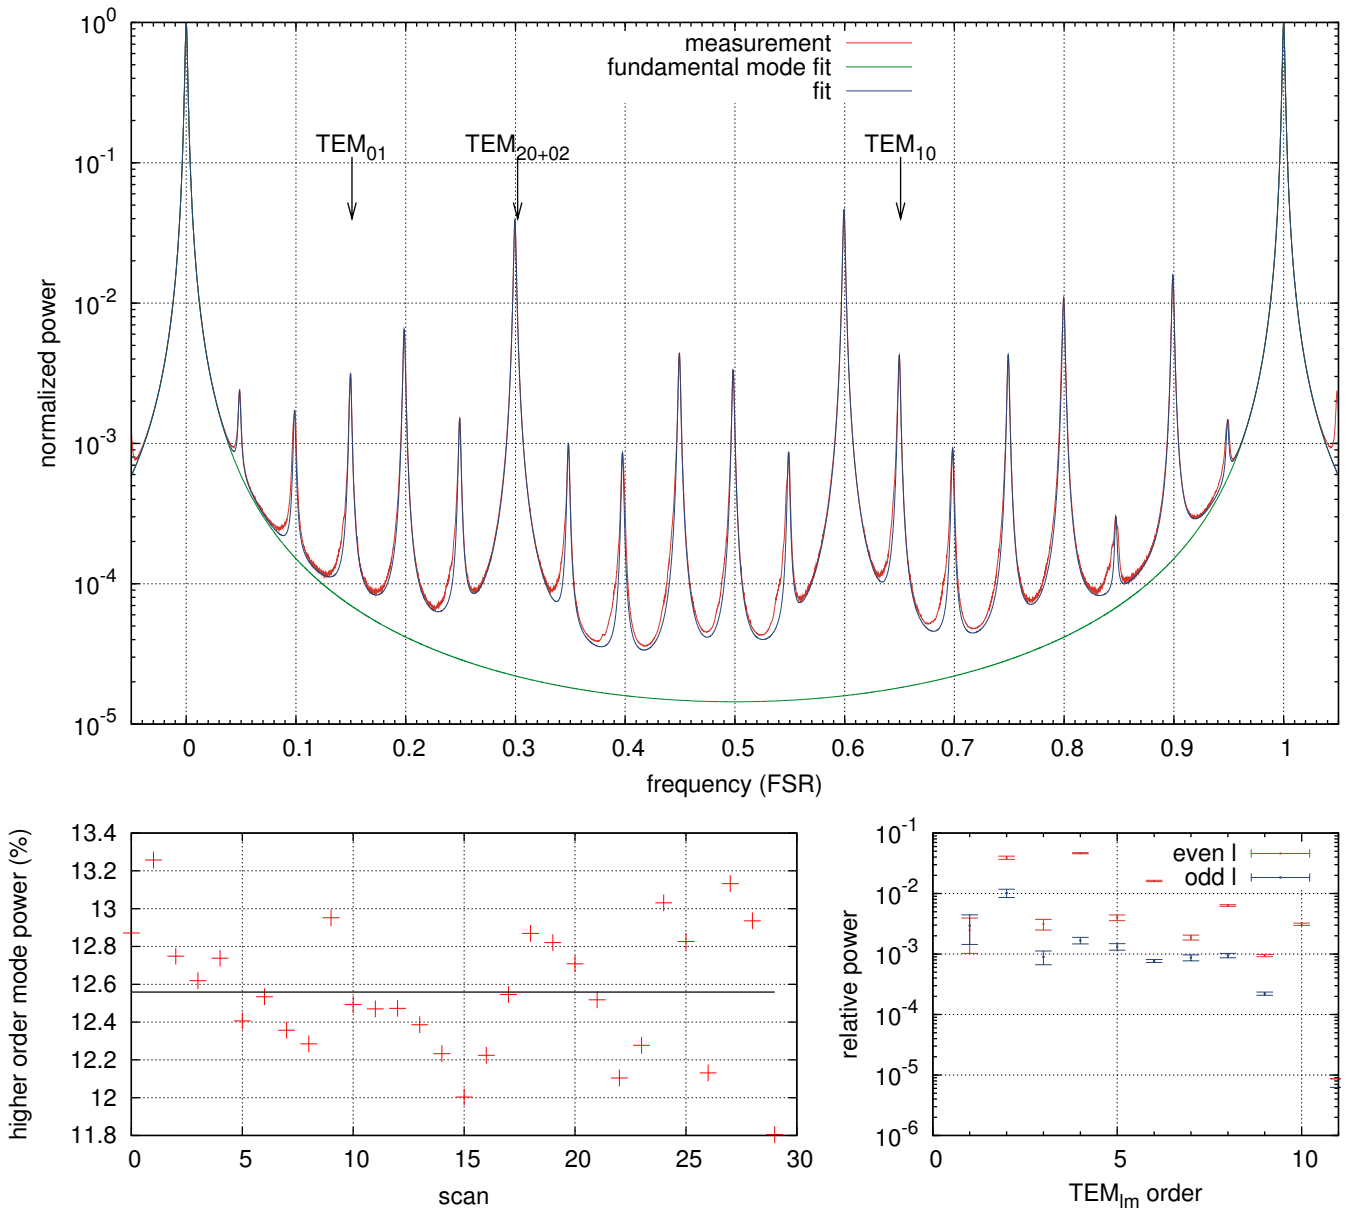 measurement
fundamental mode fit
fit
TEM01
TEM20+02
TEM10
normalized power
10^0
10^-1
10^-2
10^-3
10^-4
10^-5
0 0.1 0.2 0.3 0.4 0.5 0.6 0.7 0.8 0.9 1
frequency (FSR)
higher order mode power (%)
13.4
13.2
13
12.8
12.6
12.4
12.2
12
11.8
0 5 10 15 20 25 30
scan
relative power
10^-1
10^-2
10^-3
10^-4
10^-5
10^-6
even l
odd l
0 5 10
TEMlm order